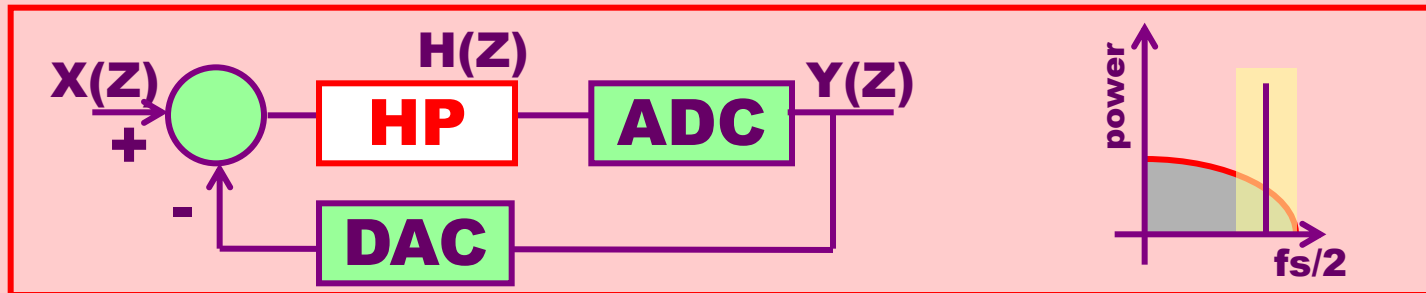 H(Z)
X(Z)
HP
ADC
Y(Z)
+
-
DAC
power
fs/2